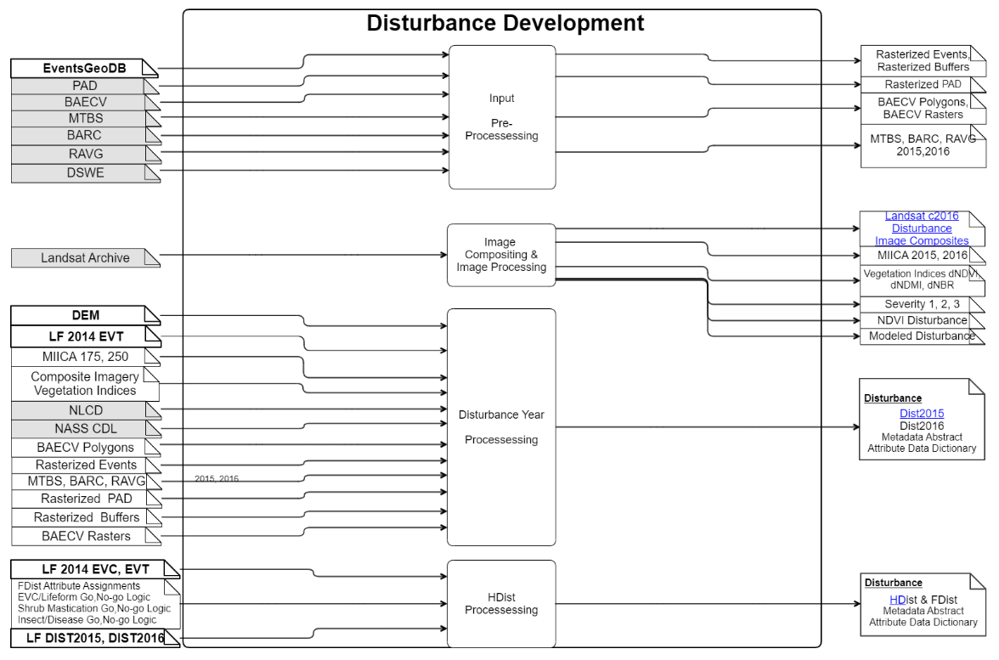 Disturbance Development
EventsGeoDB
PAD
BAECV
MTBS
BARC
RAVG
DSWE
Input
Pre-
Processessing
Rasterized Events,
Rasterized Buffers
Rasterized PAD
BAECV Polygons,
BAECV Rasters
MTBS, BARC, RAVG
2015,2016
Landsat Archive
Image
Compositing &
Image Processing
Landsat c2016
Disturbance
Image Composites
MIICA 2015, 2016
Vegetation Indices dNDVI,
dNDMI, dNBR
Severity 1, 2, 3
NDVI Disturbance
Modeled Disturbance
DEM
LF 2014 EVT
MIICA 175, 250
Composite Imagery
Vegetation Indices
NLCD
NASS CDL
BAECV Polygons
Rasterized Events
MTBS, BARC, RAVG
2015, 2016
Rasterized PAD
Rasterized Buffers
BAECV Rasters
Disturbance Year
Processessing
Disturbance
Dist2015
Dist2016
Metadata Abstract
Attribute Data Dictionary
LF 2014 EVC, EVT
FDist Attribute Assignments
EVC/Lifeform Go,No-go Logic
Shrub Mastication Go,No-go Logic
Insect/Disease Go,No-go Logic
LF DIST2015, DIST2016
HDist
Processessing
Disturbance
HDist & FDist
Metadata Abstract
Attribute Data Dictionary